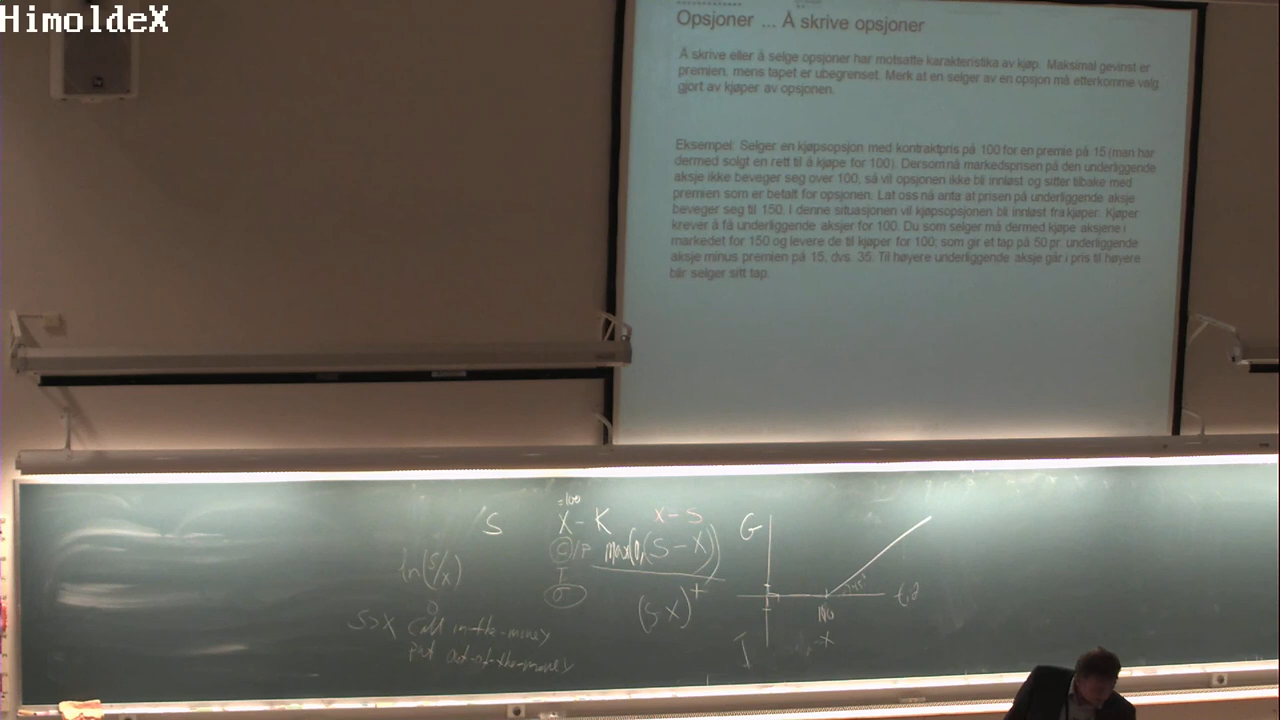 HimoldeX
Opsjoner ... Å skrive opsjoner
Å skrive eller å selge opsjoner har motsatte karakteristika av kjøp. Maksimal gevinst er
premien, mens tapet er ubegrenset. Merk at en selger av en opsjon må etterkomme valg
gjort av kjøper av opsjonen.
Eksempel: Selger en kjøpsopsjon med kontraktpris på 100 for en premie på 15 (man har
dermed solgt en rett til å kjøpe for 100). Dersom nå markedsprisen på den underliggende
aksje ikke beveger seg over 100, så vil opsjonen ikke bli innløst og sitter tilbake med
premien som er betalt for opsjonen. Lat oss nå anta at prisen på underliggende aksje
beveger seg til 150. I denne situasjonen vil kjøpsopsjonen bli innløst fra kjøper. Kjøper
krever å få underliggende aksjer for 100. Du som selger må dermed kjøpe aksjene i
markedet for 150 og levere de til kjøper for 100; som gir et tap på 50 pr. underliggende
aksje minus premien på 15, dvs. 35. Til høyere underliggende aksje går i pris til høyere
blir selger sitt tap.
=100
S X-K X-S G
C/P max(0,(S-X))
ln(S/X)
T
σ (S-X)+ 45°
0
S>X Call in-the-money
Put out-of-the-money
X